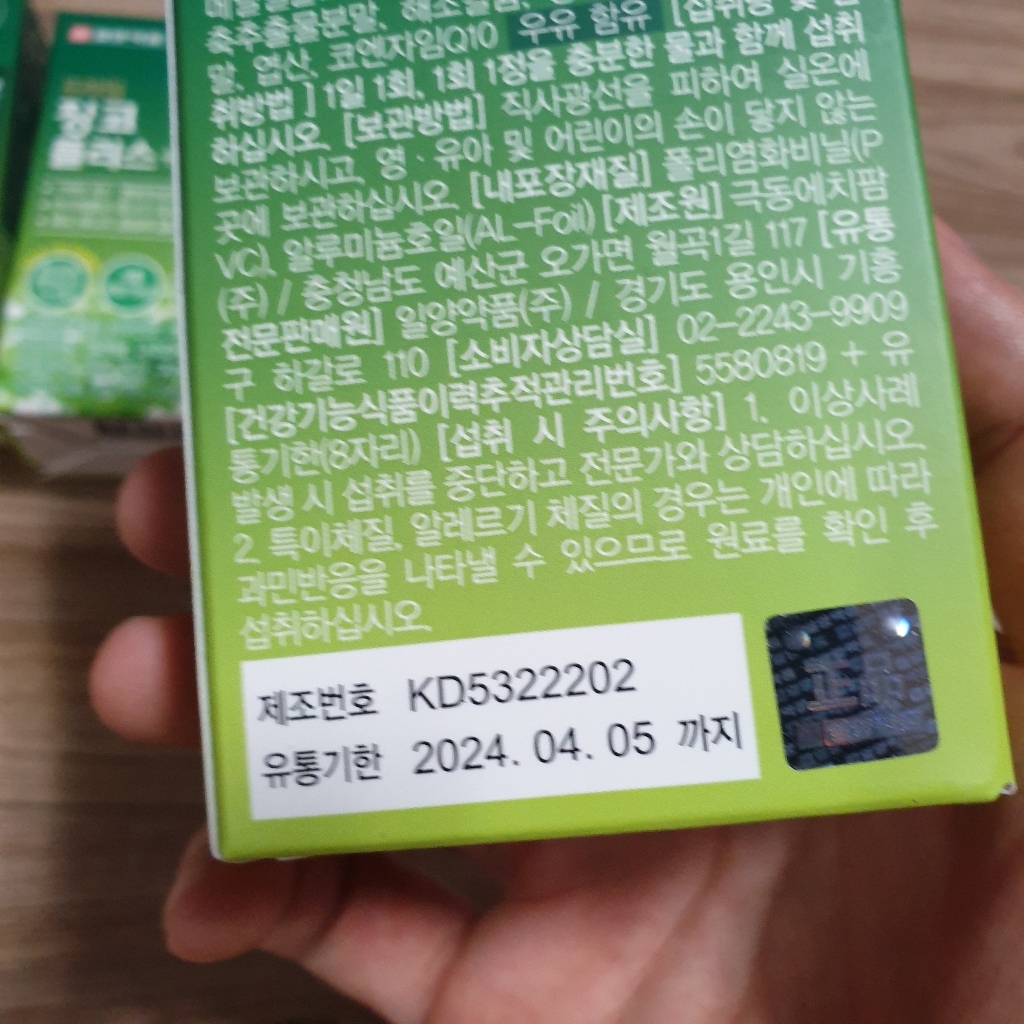 축추출물분말, 해조칼슘,
말, 엽산, 코엔자임Q10 우유 함유 [섭취량 및 섭
취방법 ] 1일 1회, 1회 1정을 충분한 물과 함께 섭취
하십시오. [보관방법] 직사광선을 피하여 실온에
보관하시고, 영 · 유아 및 어린이의 손이 닿지 않는
곳에 보관하십시오. [내포장재질] 폴리염화비닐(P
VC), 알루미늄호일(AL-Foil) [제조원] 극동에치팜
(주) / 충청남도 예산군 오가면 월곡1길 117 [유통
전문판매원] 일양약품(주) / 경기도 용인시 기흥
구 하갈로 110 [소비자상담실] 02-2243-9909
[건강기능식품이력추적관리번호] 5580819 + 유
통기한(8자리) [섭취 시 주의사항] 1. 이상사례
발생 시 섭취를 중단하고 전문가와 상담하십시오.
2. 특이체질, 알레르기 체질의 경우는 개인에 따라
과민반응을 나타낼 수 있으므로 원료를 확인 후
섭취하십시오.
제조번호 KD5322202
유통기한 2024. 04. 05 까지
正
징코
플러스